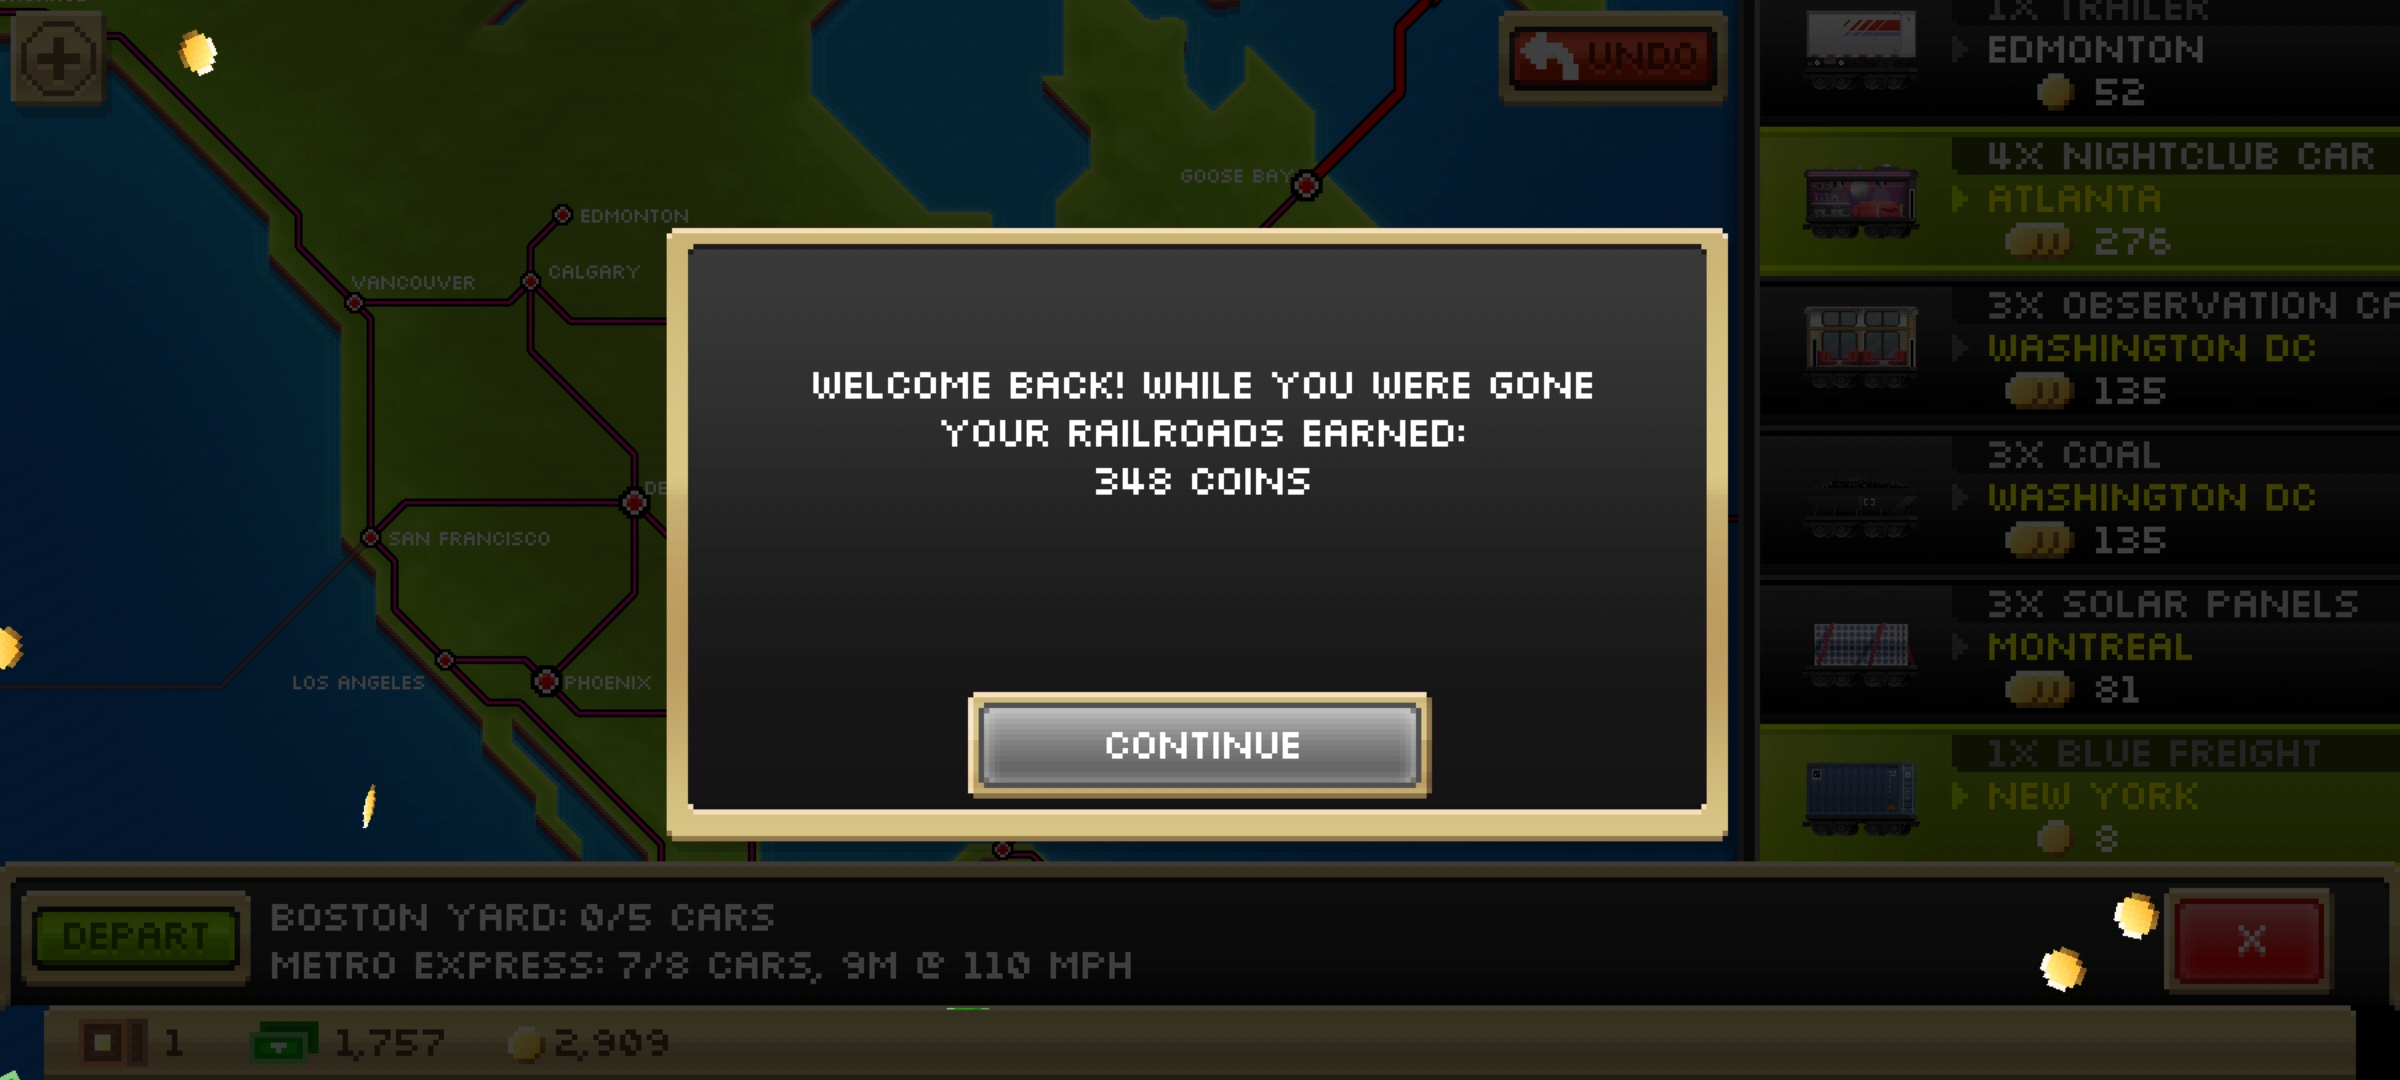 UNDO
1X TRAILER
EDMONTON
52
4X NIGHTCLUB CAR
ATLANTA
276
3X OBSERVATION
WASHINGTON DC
135
3X COAL
WASHINGTON DC
135
3X SOLAR PANELS
MONTREAL
81
1X BLUE FREIGHT
NEW YORK
8
GOOSE BAY
EDMONTON
CALGARY
VANCOUVER
SAN FRANCISCO
LOS ANGELES
PHOENIX
WELCOME BACK! WHILE YOU WERE GONE
YOUR RAILROADS EARNED:
348 COINS
CONTINUE
DEPART
BOSTON YARD: 0/5 CARS
METRO EXPRESS: 7/8 CARS, 9M @ 110 MPH
X
1 1,757 2,909